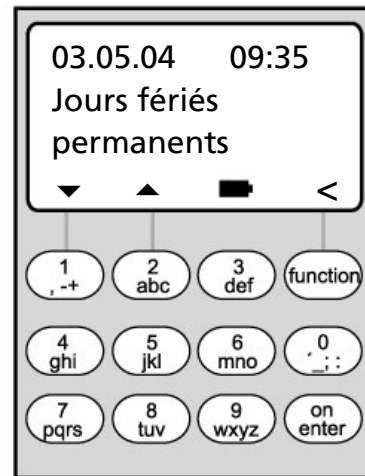 03.05.04 09:35
Jours fériés
permanents
<
1 2 3 function
, -+ abc def
4 5 6 0
ghi jkl mno ´_; :
7 8 9 on
pqrs tuv wxyz enter